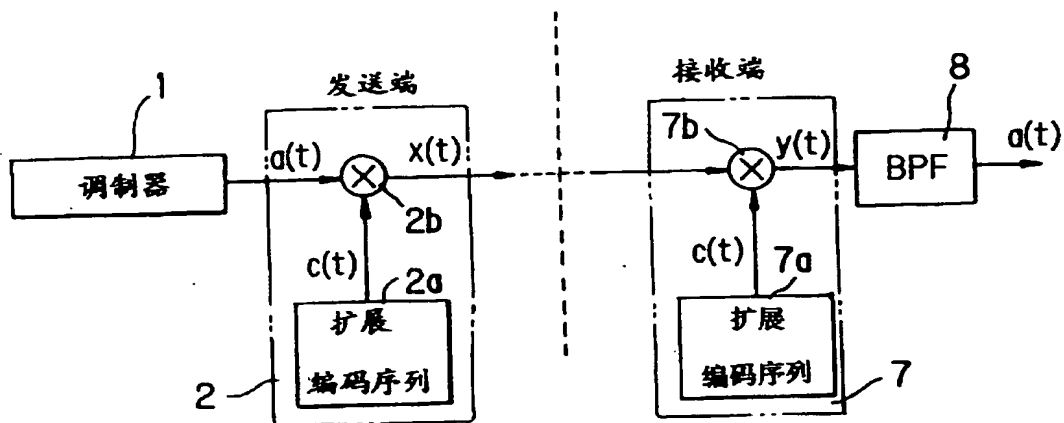 1
发送端
接收端
8
7b
调制器
a(t)
x(t)
y(t)
BPF
a(t)
2b
c(t)
2a
c(t)
7a
扩展
编码序列
扩展
编码序列
2
7